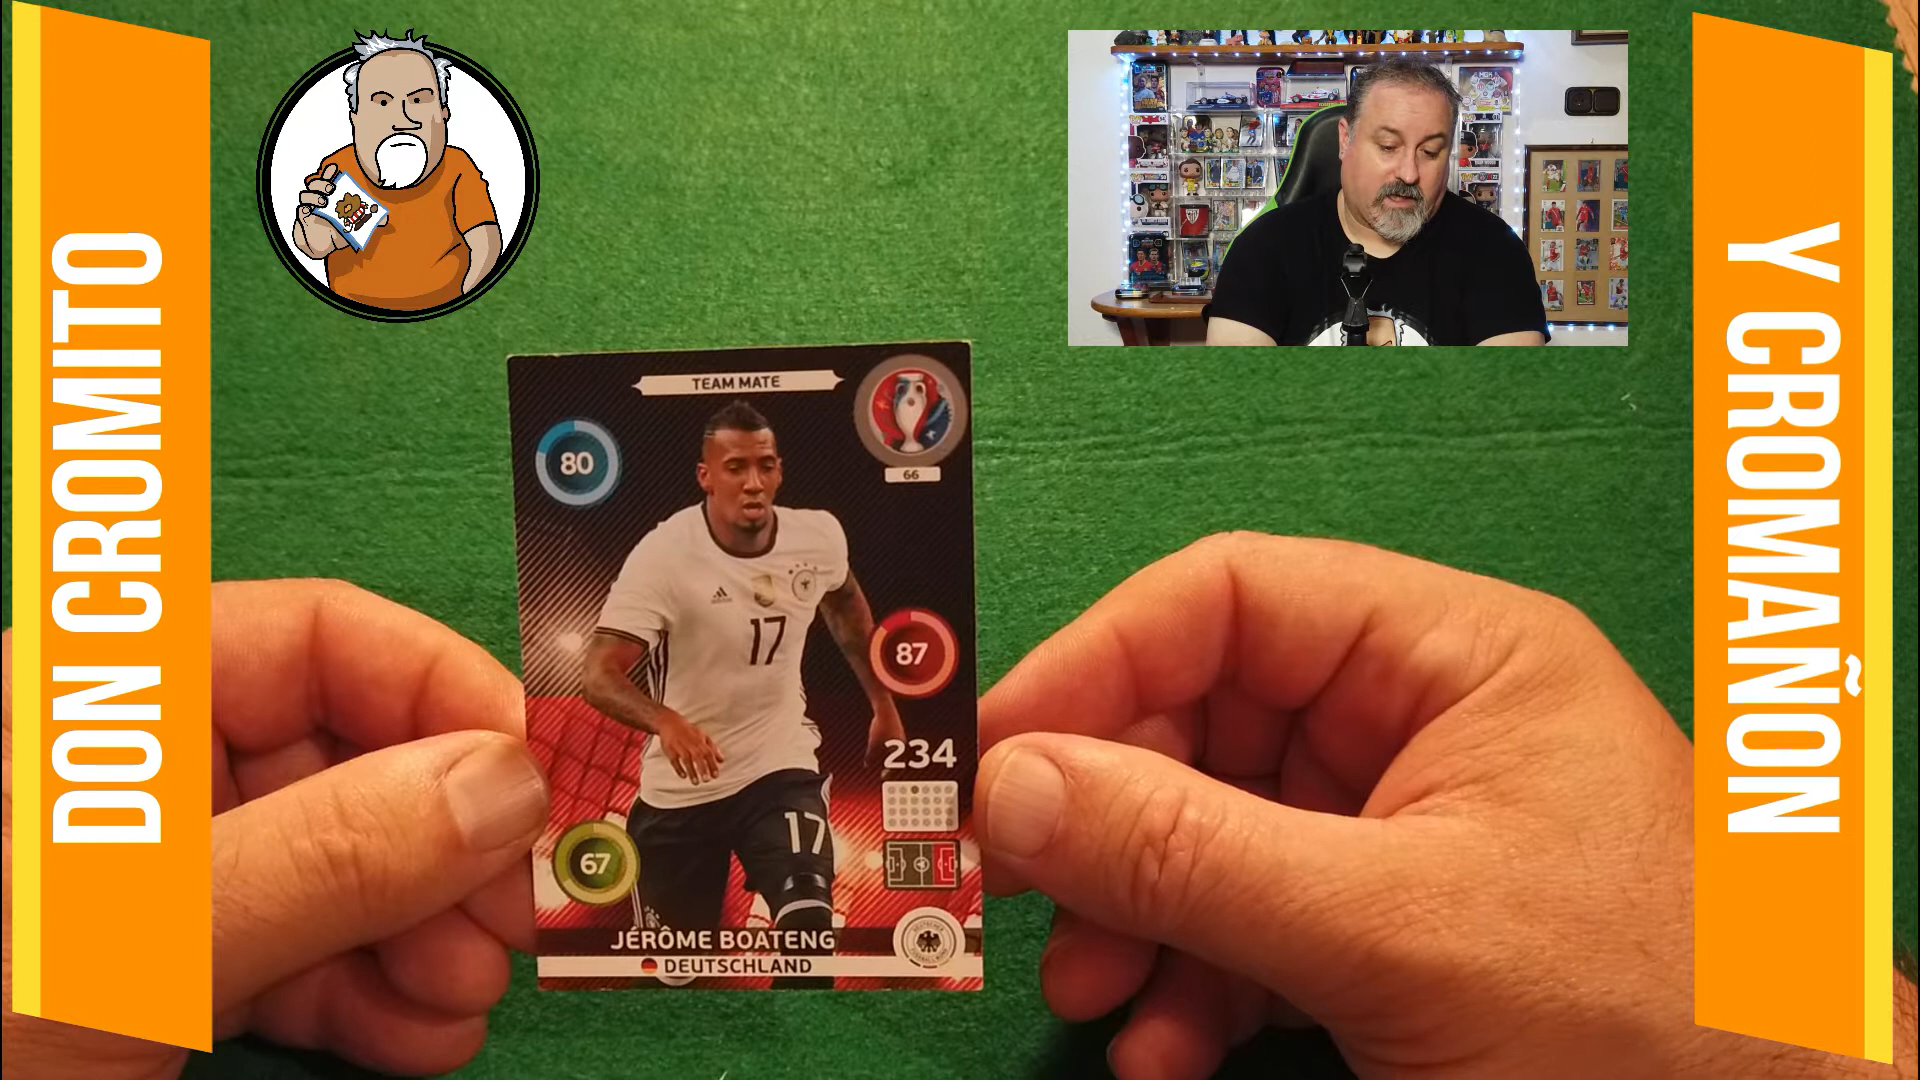 DON CROMITO
Y CROMAÑON
TEAM MATE
80
66
17
87
234
17
67
JÉRÔME BOATENG
DEUTSCHLAND